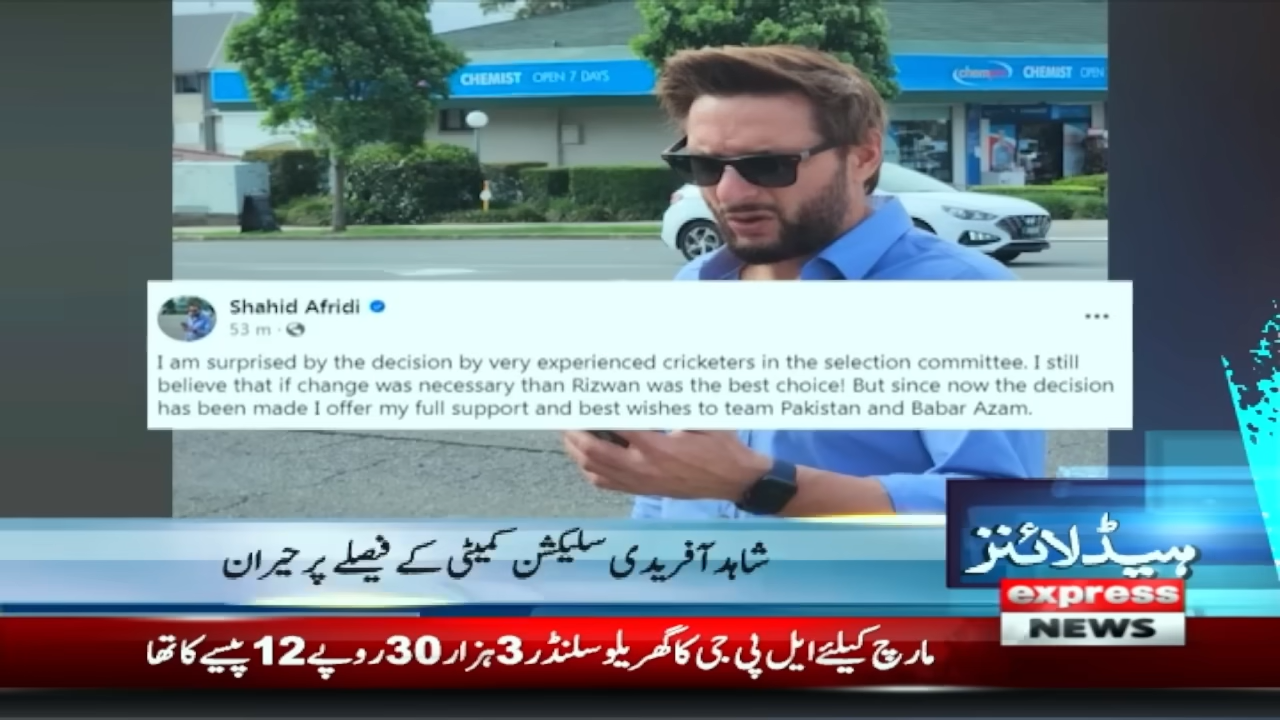 CHEMIST OPEN 7 DAYS
CHEMIST OPEN
Shahid Afridi
53 m
I am surprised by the decision by very experienced cricketers in the selection committee. I still
believe that if change was necessary than Rizwan was the best choice! But since now the decision
has been made I offer my full support and best wishes to team Pakistan and Babar Azam.
شاہد آفریدی سلیکشن کمیٹی کے فیصلے پر حیران
ہیڈلائنز
express
NEWS
مارچ کیلئے ایل پی جی کا گھریلو سلنڈر 3 ہزار 30 روپے 12 پیسے کا تھا